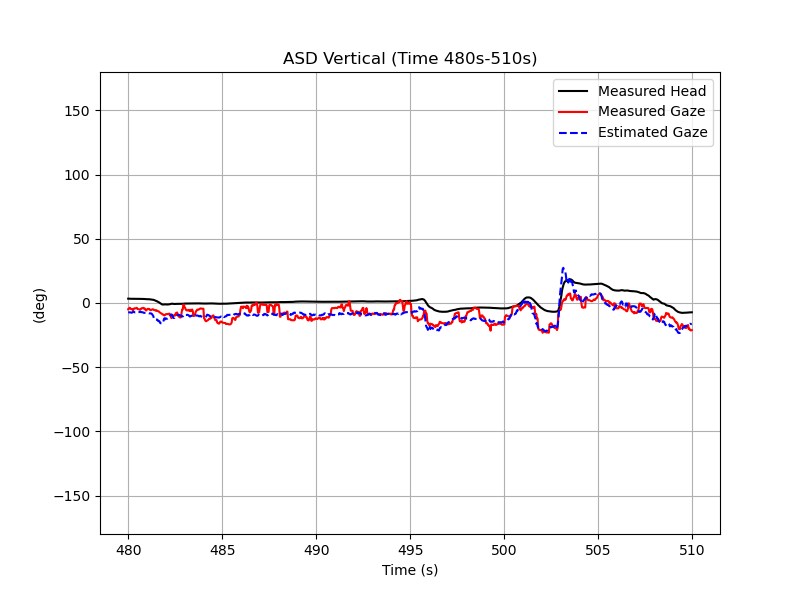 ASD Vertical (Time 480s-510s)
Measured Head
Measured Gaze
Estimated Gaze
150
100
50
0
−50
−100
−150
(deg)
480 485 490 495 500 505 510
Time (s)